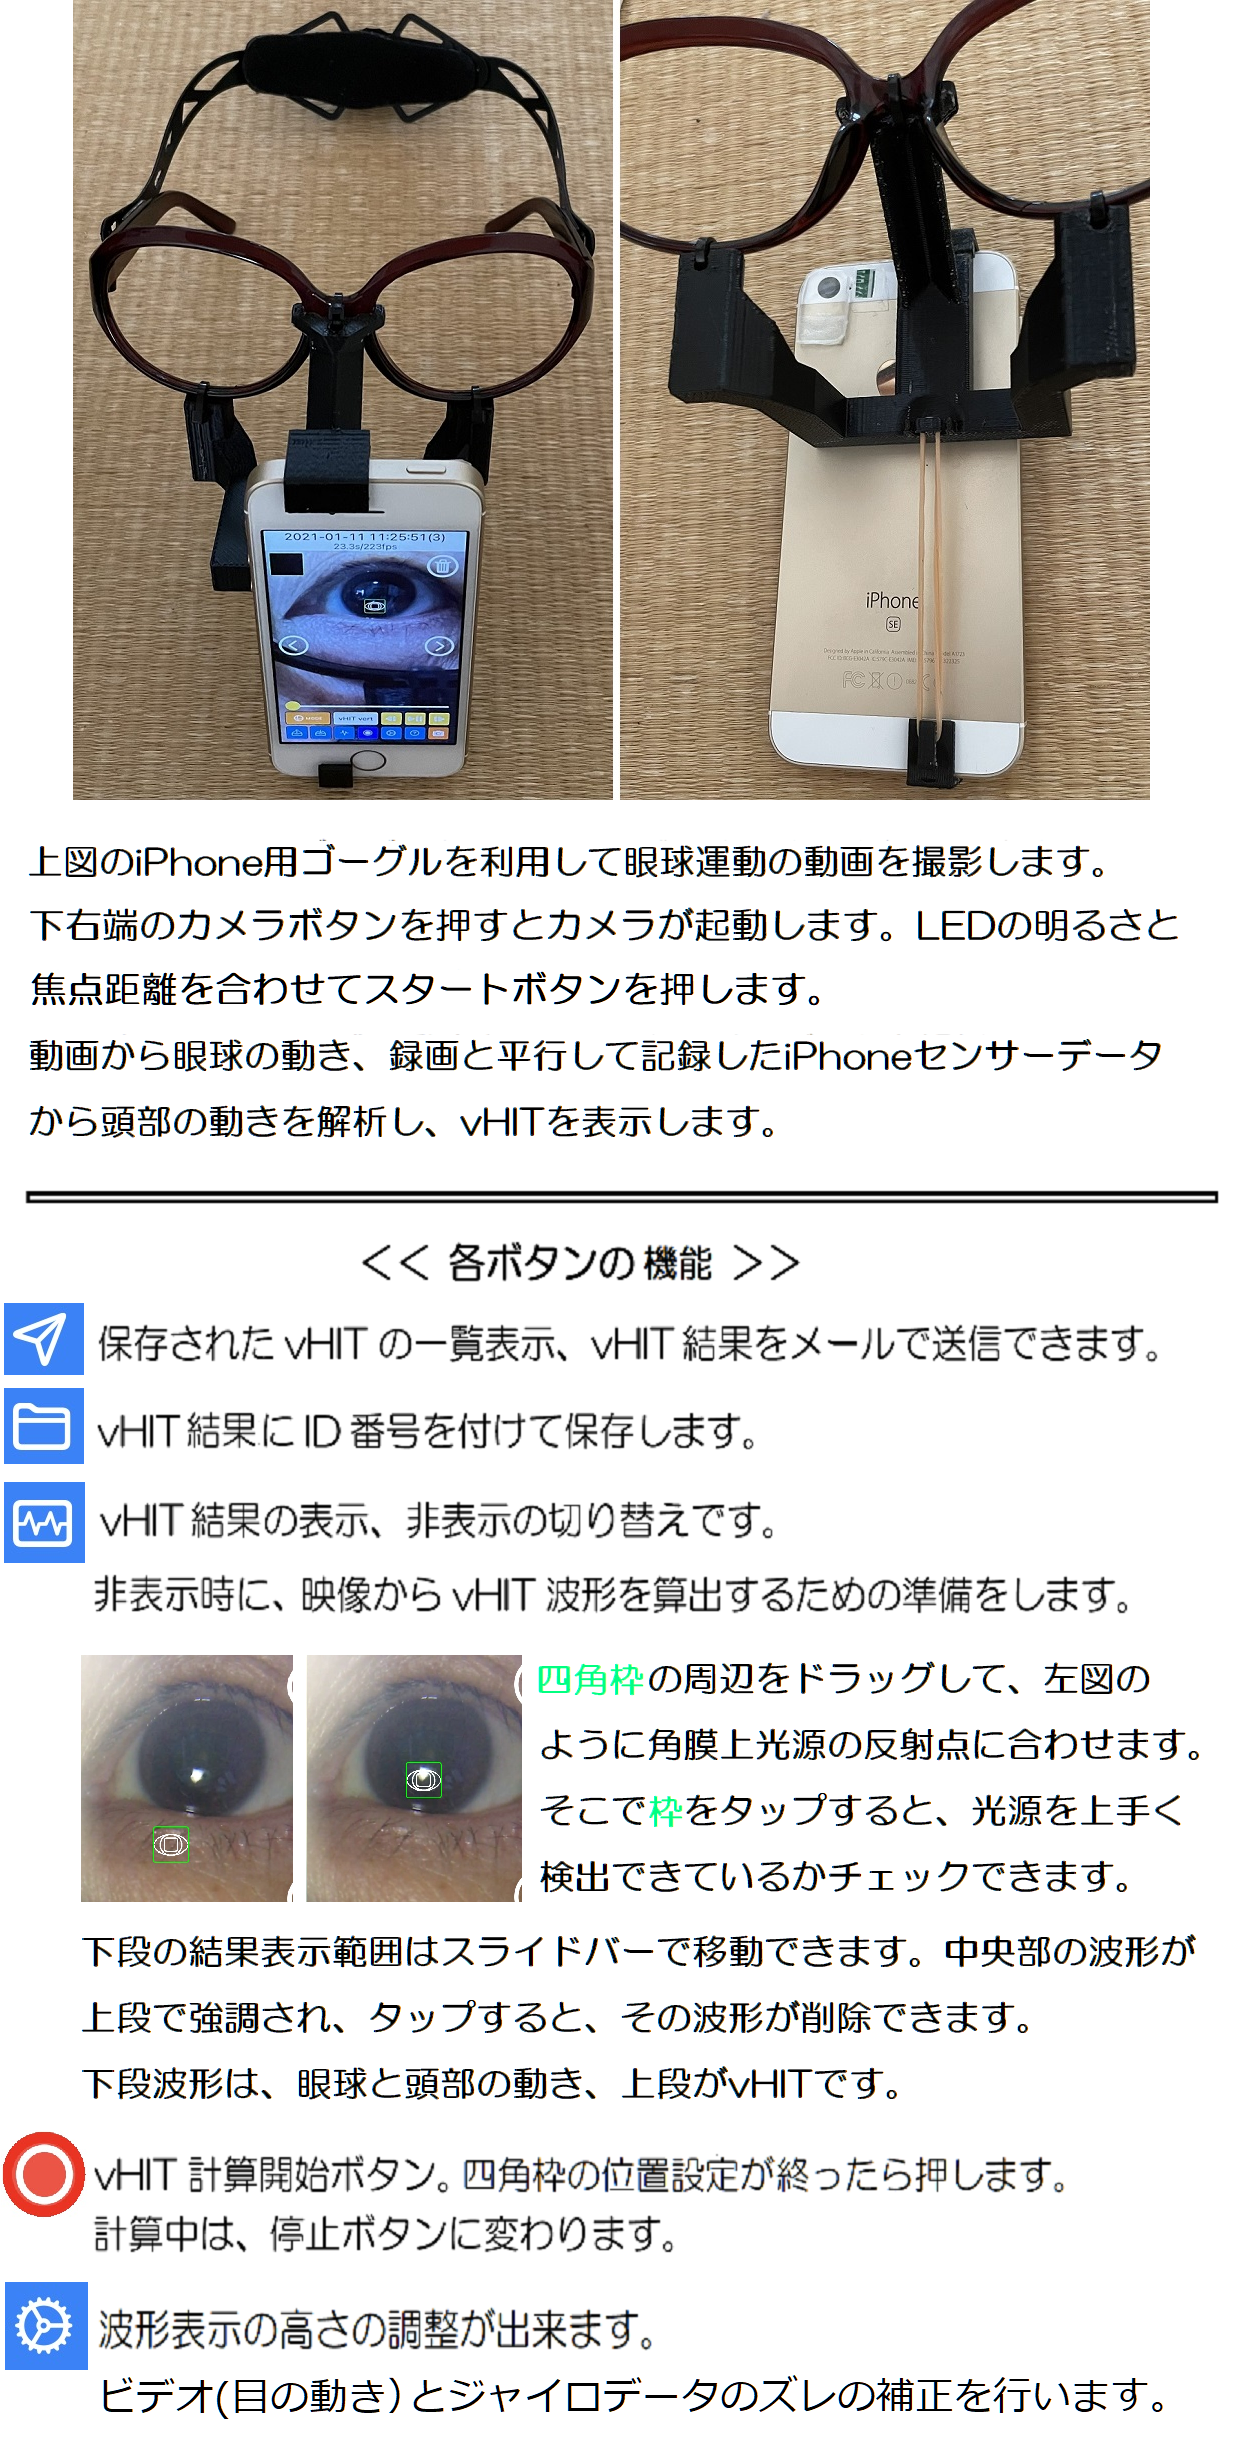 2021-01-11 11:25:51(3)
23.3s/223fps
MODE
vHIT vert
iPhone
SE
上図のiPhone用ゴーグルを利用して眼球運動の動画を撮影します。
下右端のカメラボタンを押すとカメラが起動します。LEDの明るさと
焦点距離を合わせてスタートボタンを押します。
動画から眼球の動き、録画と平行して記録したiPhoneセンサーデータ
から頭部の動きを解析し、vHITを表示します。
<< 各ボタンの機能 >>
保存された vHIT の一覧表示、vHIT 結果をメールで送信できます。
vHIT 結果に ID 番号を付けて保存します。
vHIT 結果の表示、非表示の切り替えです。
非表示時に、映像から vHIT 波形を算出するための準備をします。
四角枠の周辺をドラッグして、左図の
ように角膜上光源の反射点に合わせます。
そこで枠をタップすると、光源を上手く
検出できているかチェックできます。
下段の結果表示範囲はスライドバーで移動できます。中央部の波形が
上段で強調され、タップすると、その波形が削除できます。
下段波形は、眼球と頭部の動き、上段がvHITです。
vHIT 計算開始ボタン。四角枠の位置設定が終ったら押します。
計算中は、停止ボタンに変わります。
波形表示の高さの調整が出来ます。
ビデオ(目の動き)とジャイロデータのズレの補正を行います。